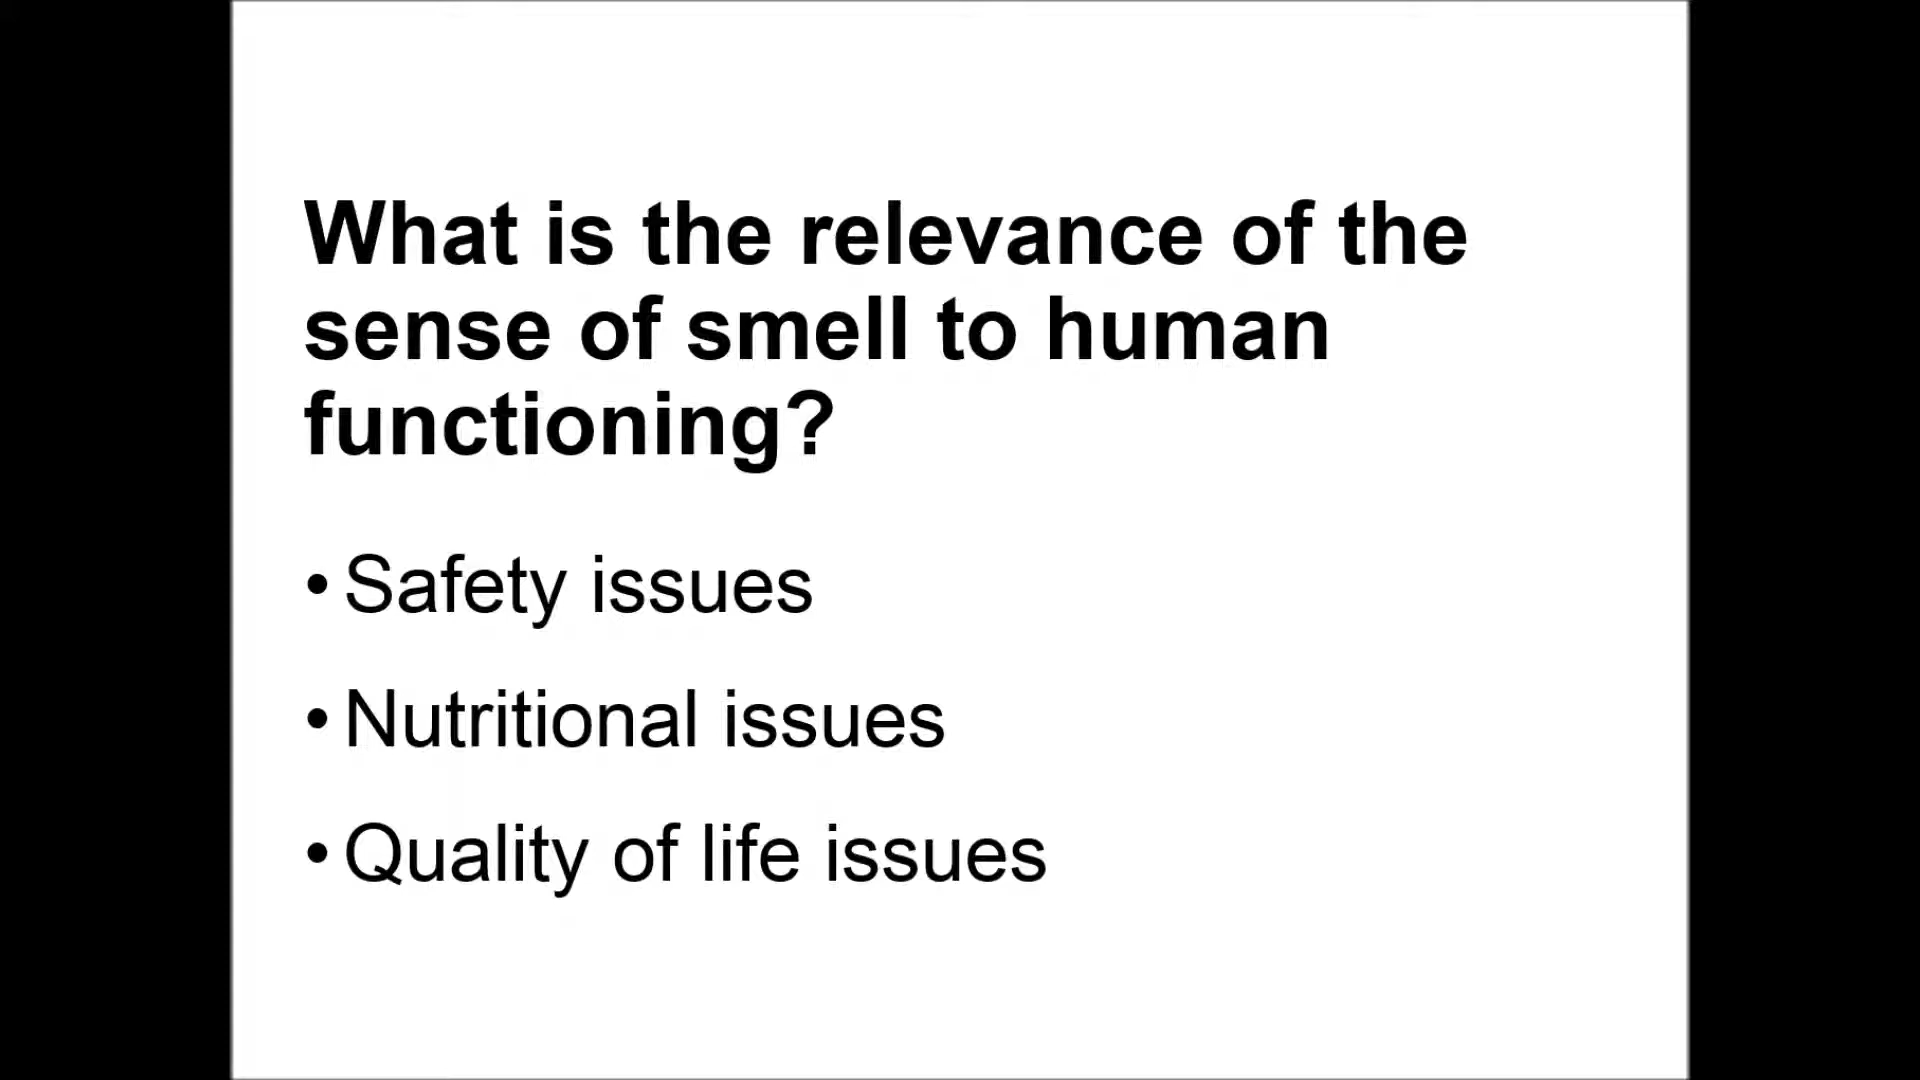 What is the relevance of the
sense of smell to human
functioning?
• Safety issues
• Nutritional issues
• Quality of life issues